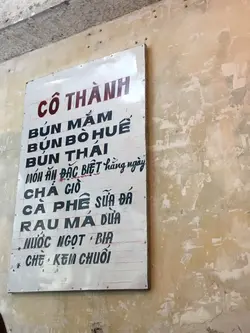 CÔ THÀNH
BÚN MẮM
BÚN BÒ HUẾ
BÚN THÁI
MÓN ĂN ĐẶC BIỆT hằng ngày
CHẢ GIÒ
CÀ PHÊ SỮA ĐÁ
RAU MÁ DỪA
NƯỚC NGỌT · BIA
CHÈ · KEM CHUỐI